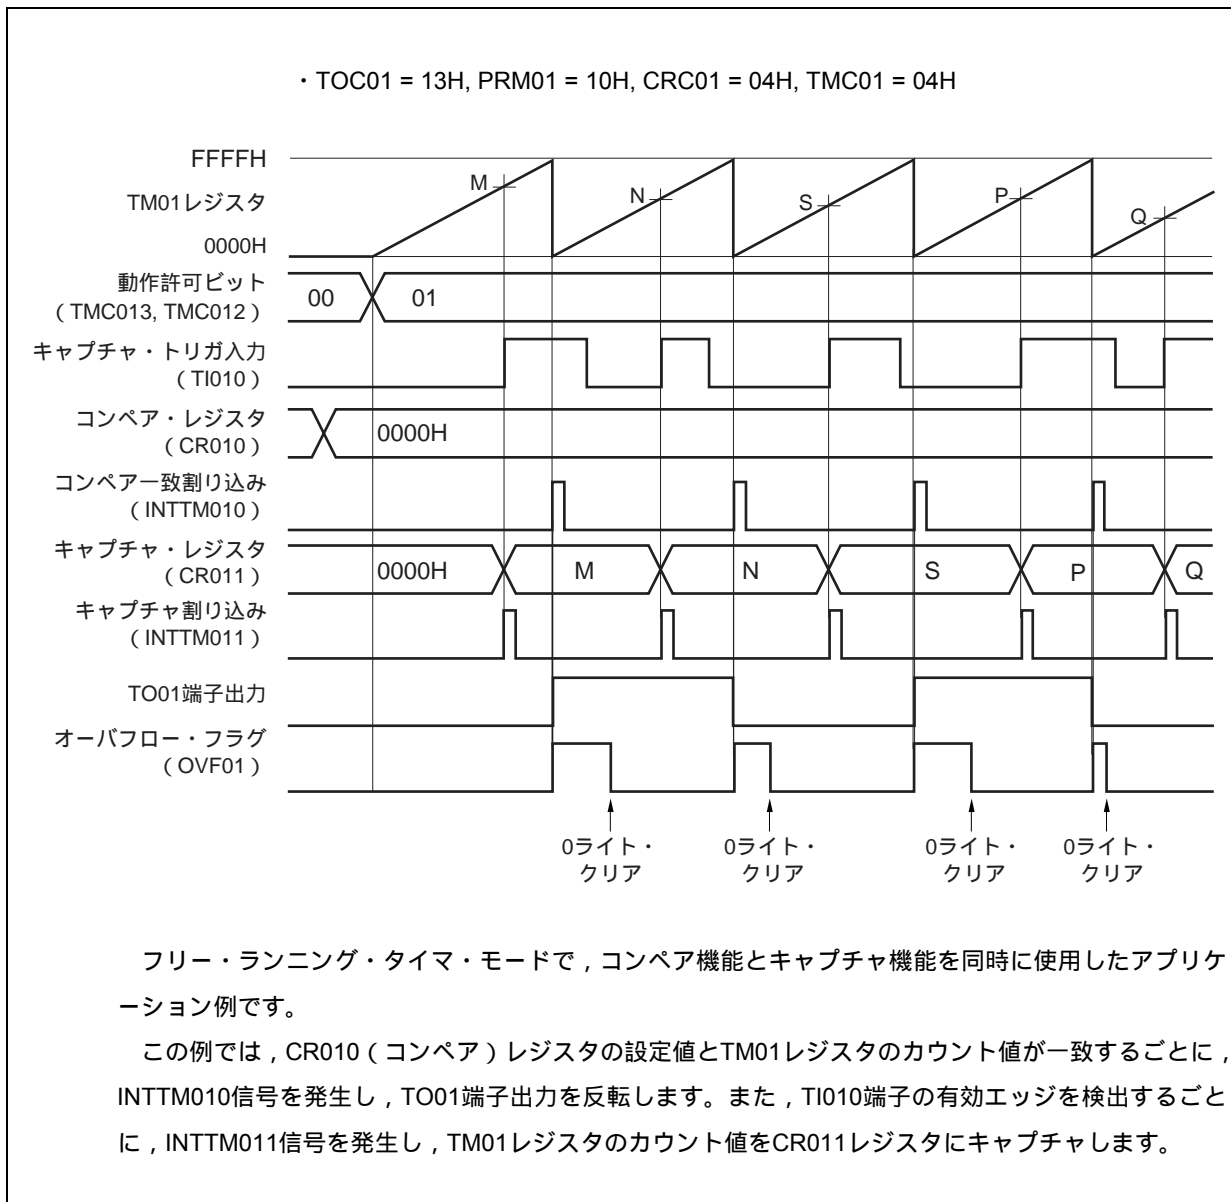 ・TOC01 = 13H, PRM01 = 10H, CRC01 = 04H, TMC01 = 04H
FFFFH
TM01レジスタ
0000H
M
N
S
P
Q
動作許可ビット
（TMC013, TMC012）
00
01
キャプチャ・トリガ入力
（TI010）
コンペア・レジスタ
（CR010）
0000H
コンペア一致割り込み
（INTTM010）
キャプチャ・レジスタ
（CR011）
0000H
M
N
S
P
Q
キャプチャ割り込み
（INTTM011）
TO01端子出力
オーバフロー・フラグ
（OVF01）
0ライト・
クリア
0ライト・
クリア
0ライト・
クリア
0ライト・
クリア
フリー・ランニング・タイマ・モードで，コンペア機能とキャプチャ機能を同時に使用したアプリケ
ーション例です。
この例では，CR010（コンペア）レジスタの設定値とTM01レジスタのカウント値が一致するごとに，
INTTM010信号を発生し，TO01端子出力を反転します。また，TI010端子の有効エッジを検出するごと
に，INTTM011信号を発生し，TM01レジスタのカウント値をCR011レジスタにキャプチャします。